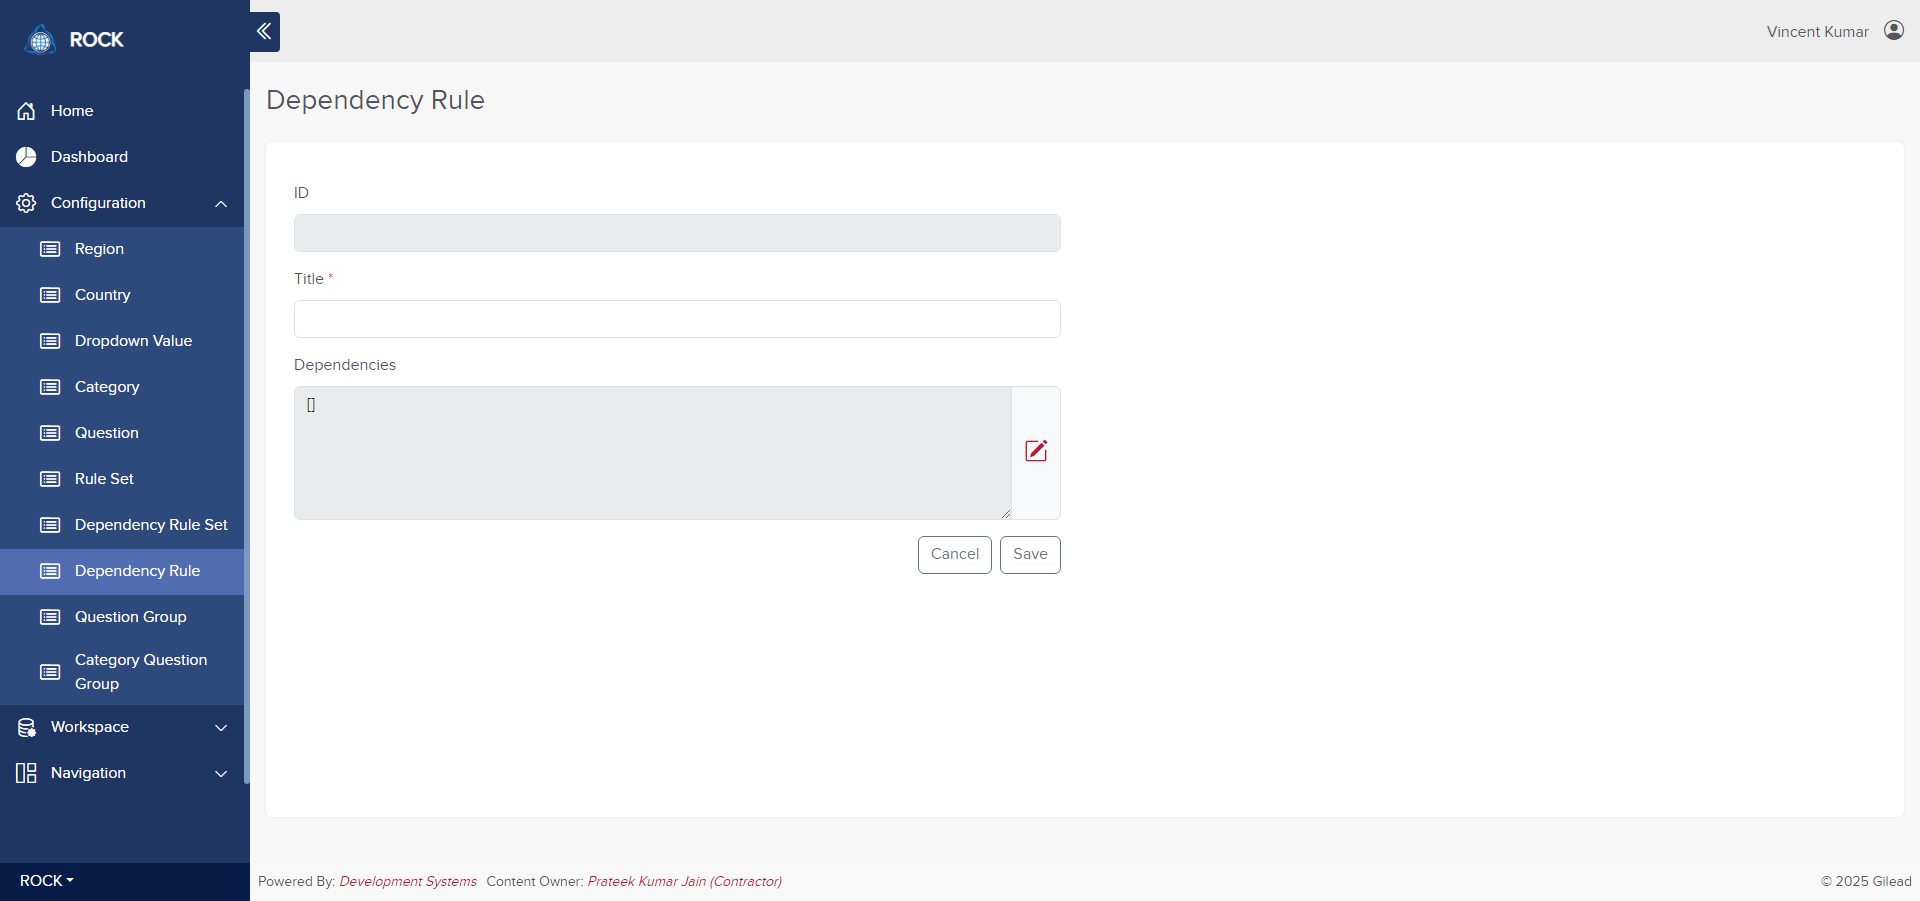 ROCK
Vincent Kumar
Home
Dashboard
Configuration
Region
Country
Dropdown Value
Category
Question
Rule Set
Dependency Rule Set
Dependency Rule
Question Group
Category Question
Group
Workspace
Navigation
ROCK
Dependency Rule
ID
Title *
Dependencies
[]
Cancel
Save
Powered By: Development Systems Content Owner: Prateek Kumar Jain (Contractor)
© 2025 Gilead